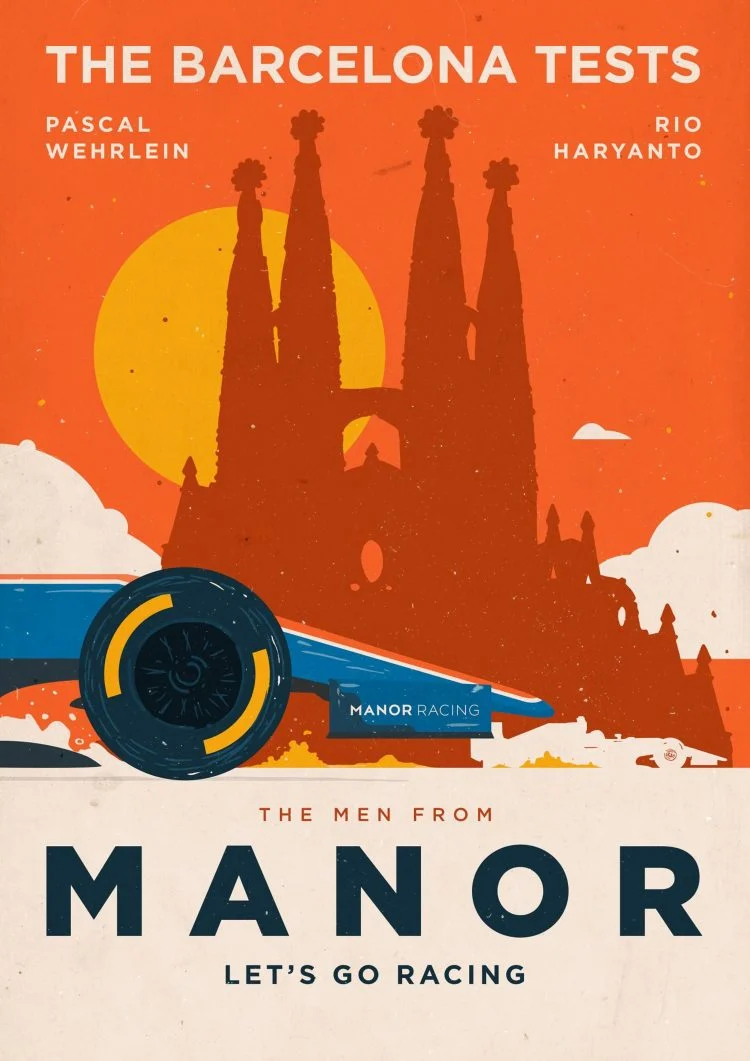 THE BARCELONA TESTS
PASCAL
WEHRLEIN
RIO
HARYANTO
MANOR RACING
THE MEN FROM
MANOR
LET'S GO RACING